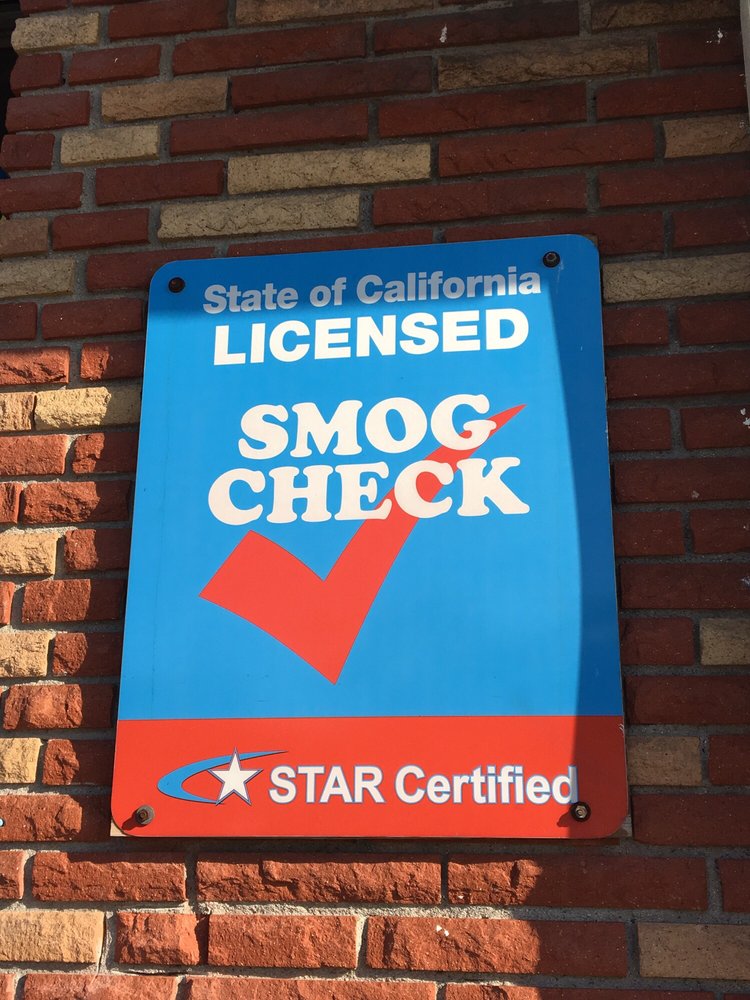 State of California
LICENSED
SMOG
CHECK
STAR Certified